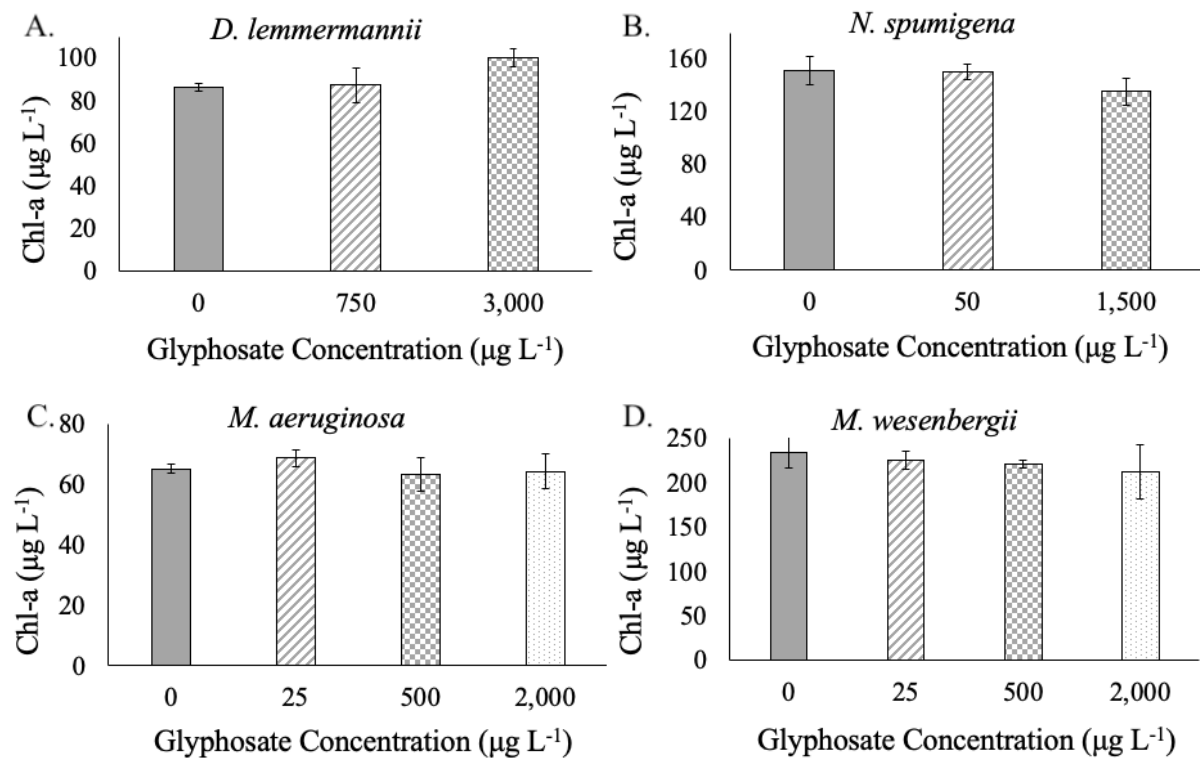 A. D. lemmermannii
100
80
60
40
20
0
Chl-a (μg L-1)
0 750 3,000
Glyphosate Concentration (μg L-1)
B. N. spumigena
160
120
80
40
0
Chl-a (μg L-1)
0 50 1,500
Glyphosate Concentration (μg L-1)
C. M. aeruginosa
80
60
40
20
0
Chl-a (μg L-1)
0 25 500 2,000
Glyphosate Concentration (μg L-1)
D. M. wesenbergii
250
200
150
100
50
0
Chl-a (μg L-1)
0 25 500 2,000
Glyphosate Concentration (μg L-1)